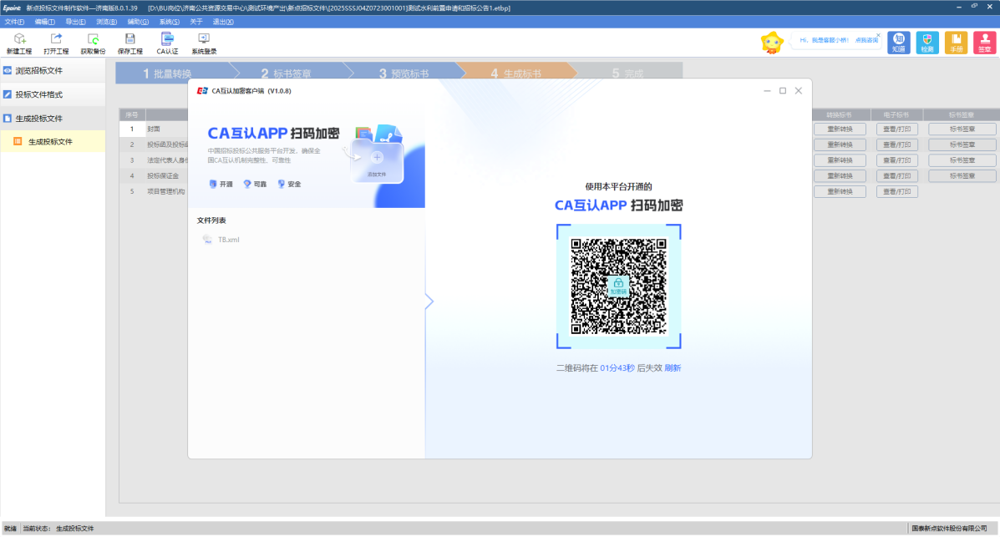 Epoint 新点投标文件制作软件—济南版8.0.1.39 [D:\BU岗位\济南公共资源交易中心\测试环境产出\新点招标文件\[2025SSSJ04Z0723001001]测试水利前置申请和招标公告1.etbp]
文件(F) 编辑(T) 导出(E) 浏览(B) 辅助(G) 系统(S) 关于 退出(X)
新建工程 打开工程 获取备份 保存工程 CA认证 系统登录
Hi, 我是客服小桥! 点我咨询
知 知道 检测 手册 签章
浏览招标文件
投标文件格式
生成投标文件
生成投标文件
1 批量转换 2 标书签章 3 预览标书 4 生成标书 5 完成
序号 转换标书 电子标书 标书签章
1 封面 重新转换 查看/打印 标书签章
2 投标函及投标函 重新转换 查看/打印 标书签章
3 法定代表人身份 重新转换 查看/打印 标书签章
4 投标保证金 重新转换 查看/打印 标书签章
5 项目管理机构 重新转换 查看/打印
CA互认加密客户端 (V1.0.8)
CA互认APP 扫码加密
中国招标投标公共服务平台开发，确保全
国CA互认机制完整性、可靠性
开源 可靠 安全
添加文件
文件列表
TB.xml
使用本平台开通的
CA互认APP 扫码加密
加密码
二维码将在 01分43秒 后失效 刷新
就绪 当前状态: 生成投标文件 国泰新点软件股份有限公司